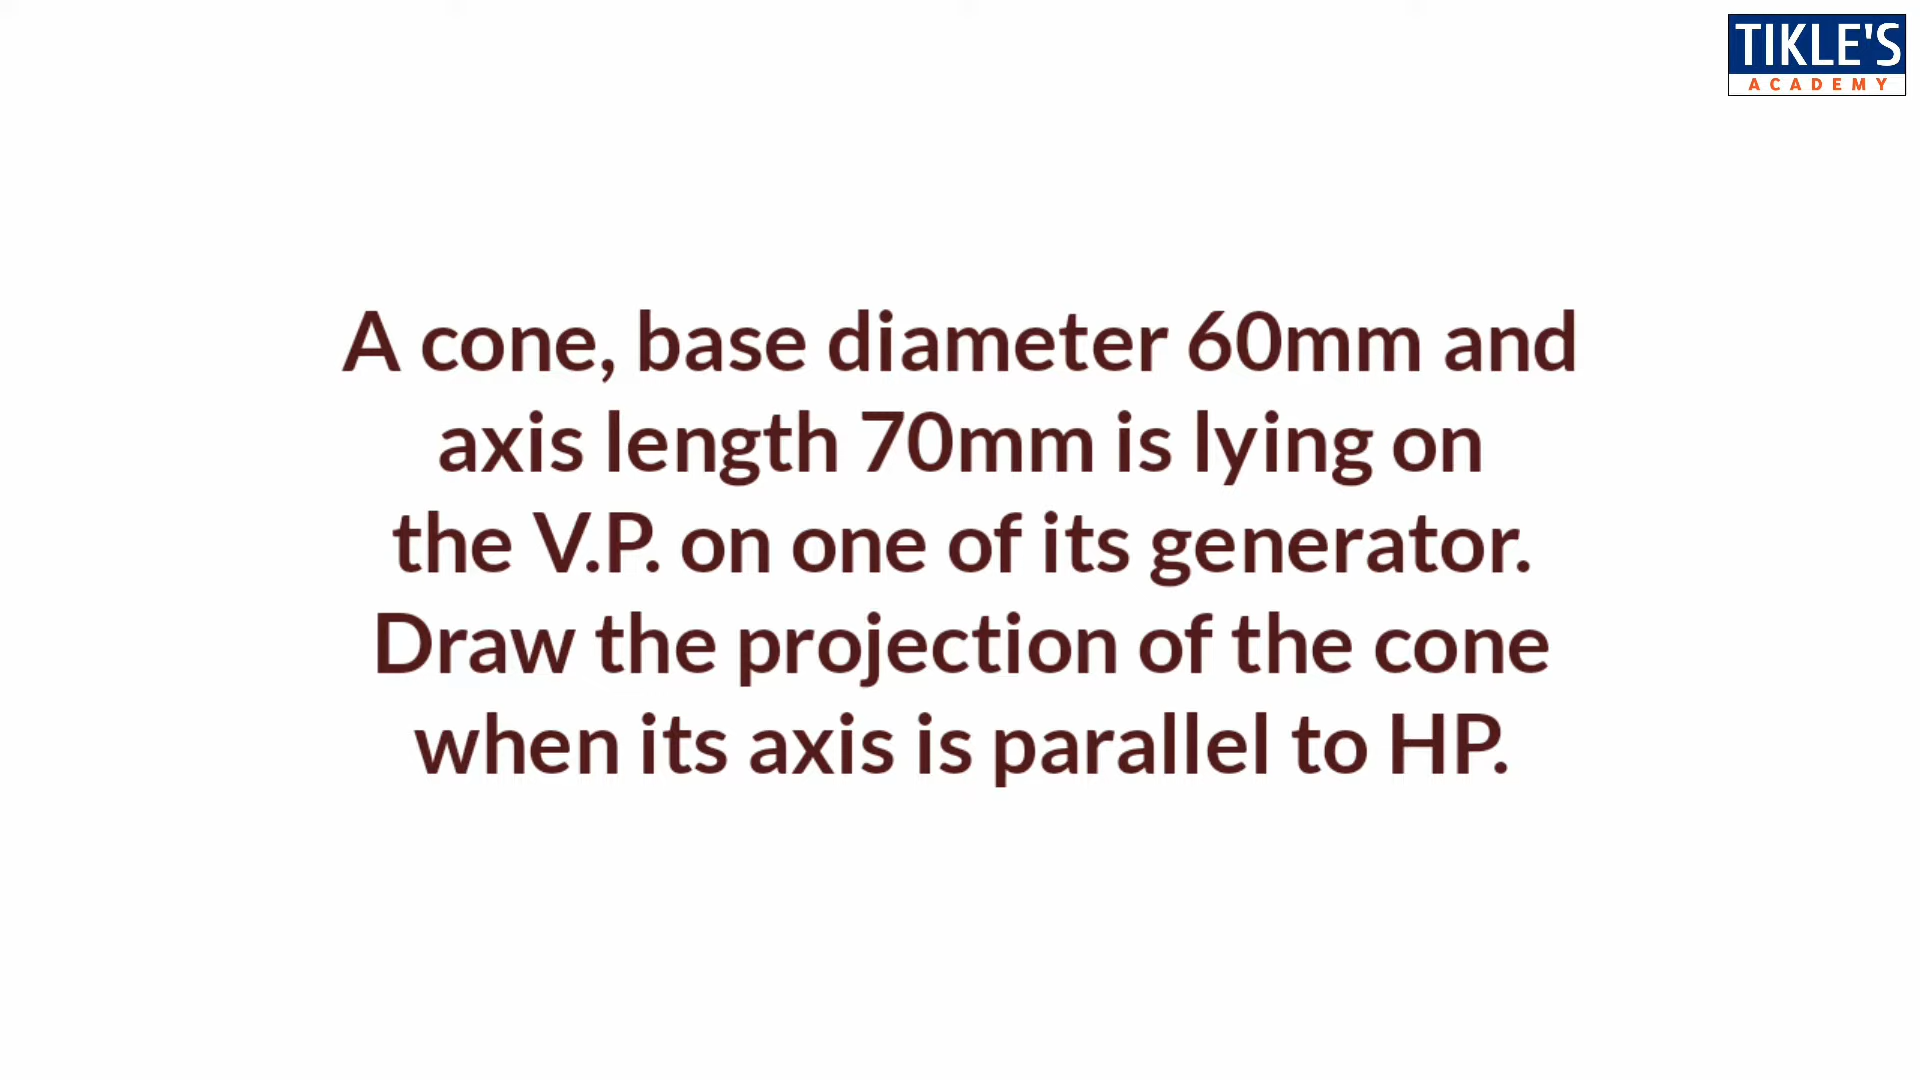 TIKLE'S
ACADEMY
A cone, base diameter 60mm and
axis length 70mm is lying on
the V.P. on one of its generator.
Draw the projection of the cone
when its axis is parallel to HP.